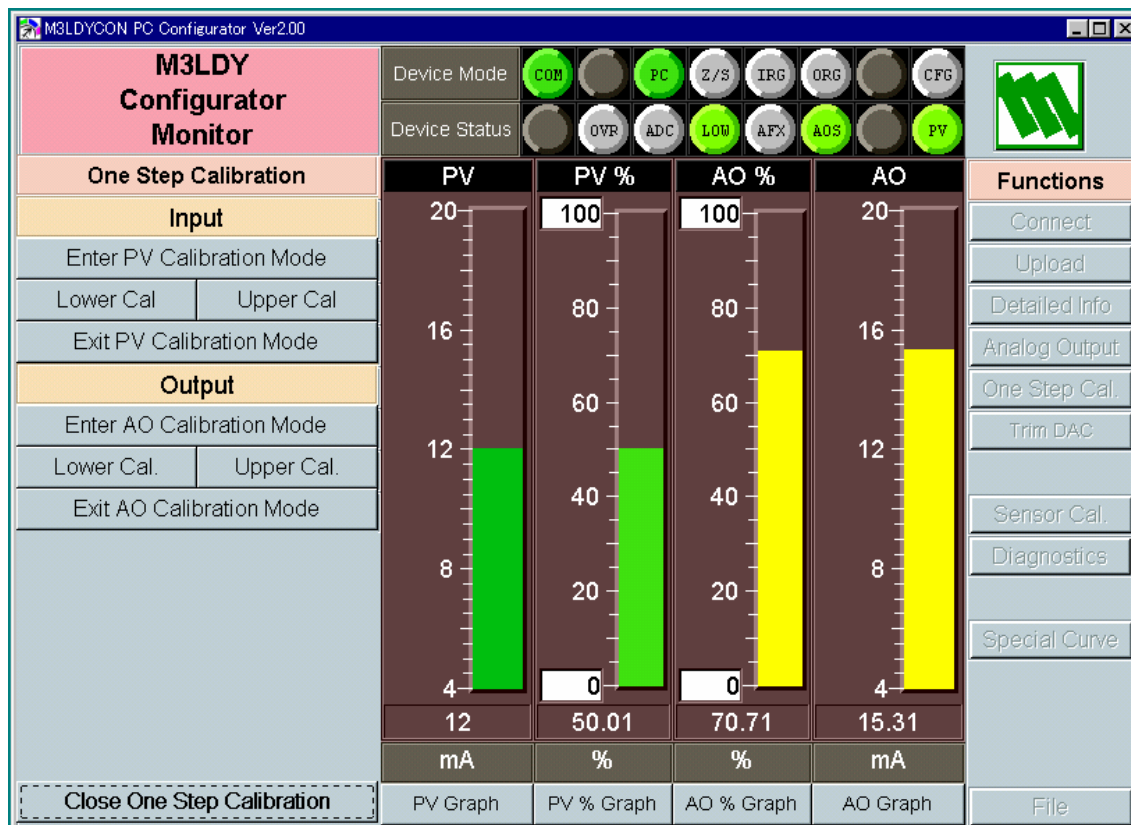 M3LDYCON PC Configurator Ver2.00
M3LDY
Configurator
Monitor
Device Mode
COM
PC
Z/S
IRG
ORG
CFG
Device Status
OVR
ADC
LOW
AFX
AOS
PV
One Step Calibration
Input
Enter PV Calibration Mode
Lower Cal
Upper Cal
Exit PV Calibration Mode
Output
Enter AO Calibration Mode
Lower Cal.
Upper Cal.
Exit AO Calibration Mode
Close One Step Calibration
PV
20
16
12
8
4
12
mA
PV Graph
PV %
100
80
60
40
20
0
50.01
%
PV % Graph
AO %
100
80
60
40
20
0
70.71
%
AO % Graph
AO
20
16
12
8
4
15.31
mA
AO Graph
Functions
Connect
Upload
Detailed Info
Analog Output
One Step Cal.
Trim DAC
Sensor Cal.
Diagnostics
Special Curve
File